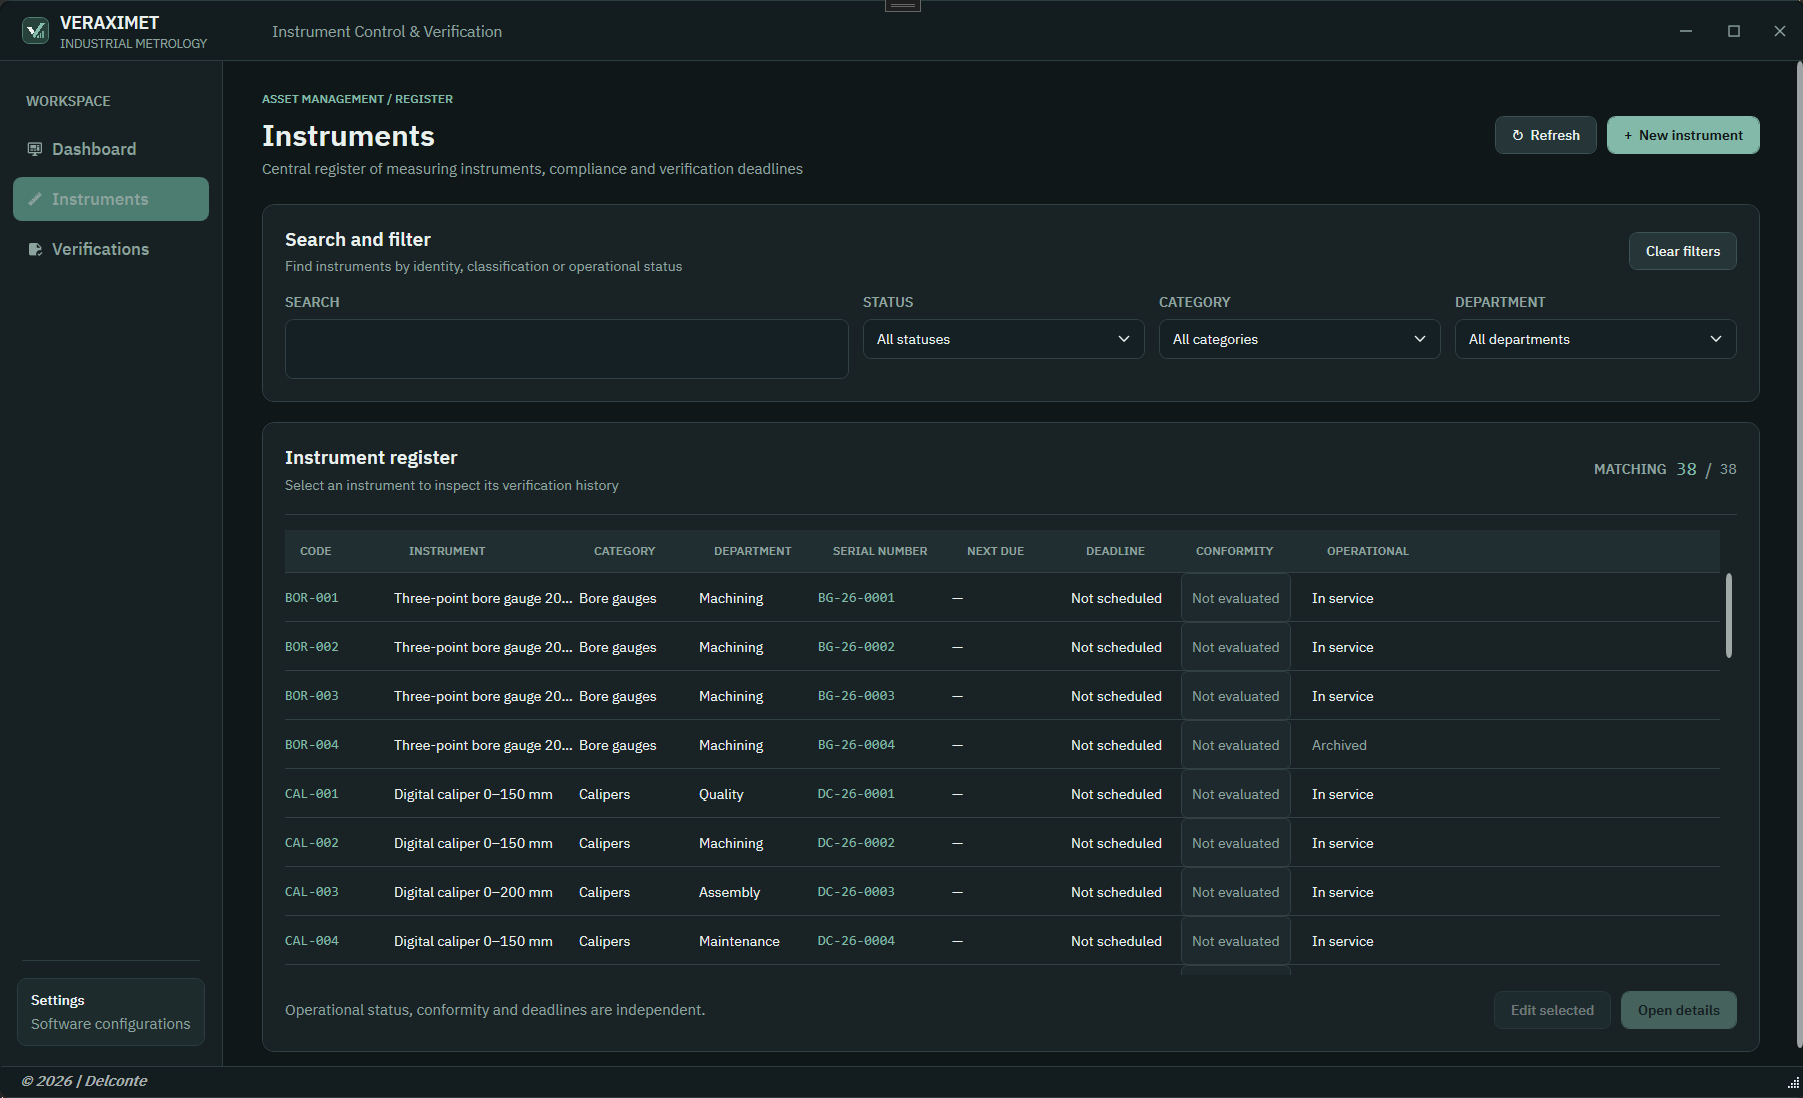 VERAXIMET
INDUSTRIAL METROLOGY
Instrument Control & Verification
WORKSPACE
Dashboard
Instruments
Verifications
Settings
Software configurations
ASSET MANAGEMENT / REGISTER
Instruments
Central register of measuring instruments, compliance and verification deadlines
↻ Refresh
+ New instrument
Search and filter
Find instruments by identity, classification or operational status
Clear filters
SEARCH STATUS CATEGORY DEPARTMENT
All statuses All categories All departments
Instrument register
Select an instrument to inspect its verification history
MATCHING 38 / 38
CODE INSTRUMENT CATEGORY DEPARTMENT SERIAL NUMBER NEXT DUE DEADLINE CONFORMITY OPERATIONAL
BOR-001 Three-point bore gauge 20... Bore gauges Machining BG-26-0001 — Not scheduled Not evaluated In service
BOR-002 Three-point bore gauge 20... Bore gauges Machining BG-26-0002 — Not scheduled Not evaluated In service
BOR-003 Three-point bore gauge 20... Bore gauges Machining BG-26-0003 — Not scheduled Not evaluated In service
BOR-004 Three-point bore gauge 20... Bore gauges Machining BG-26-0004 — Not scheduled Not evaluated Archived
CAL-001 Digital caliper 0–150 mm Calipers Quality DC-26-0001 — Not scheduled Not evaluated In service
CAL-002 Digital caliper 0–150 mm Calipers Machining DC-26-0002 — Not scheduled Not evaluated In service
CAL-003 Digital caliper 0–200 mm Calipers Assembly DC-26-0003 — Not scheduled Not evaluated In service
CAL-004 Digital caliper 0–150 mm Calipers Maintenance DC-26-0004 — Not scheduled Not evaluated In service
Operational status, conformity and deadlines are independent.
Edit selected
Open details
© 2026 | Delconte